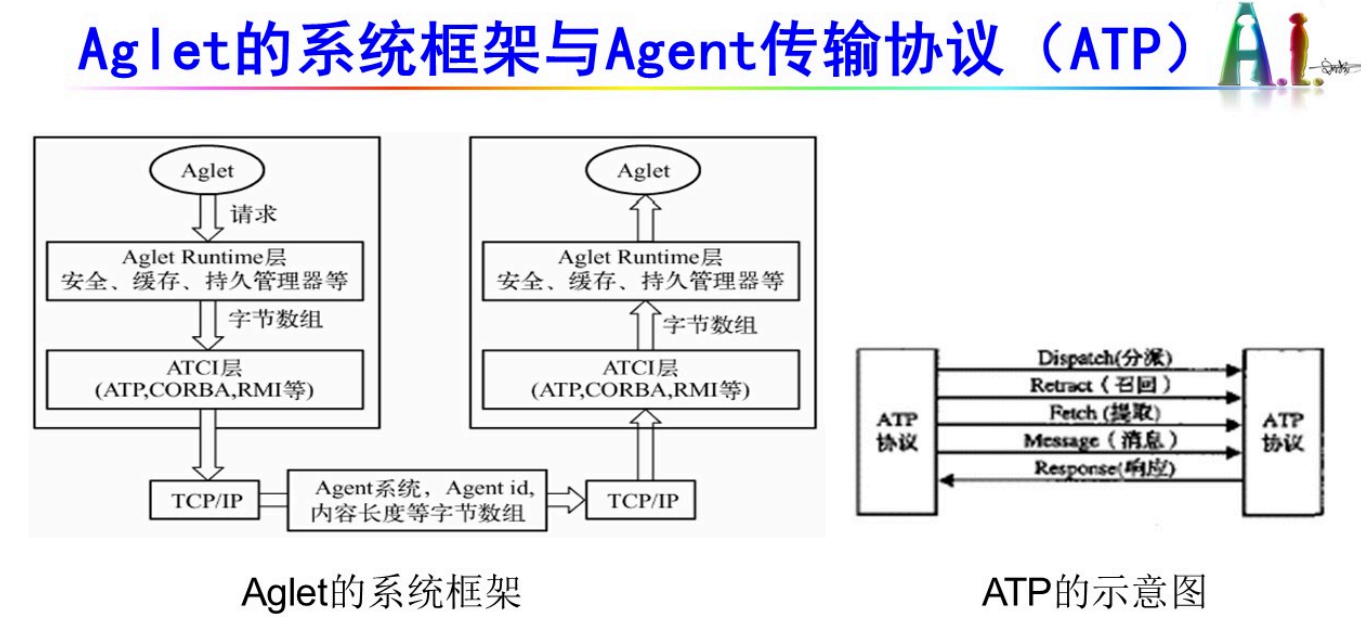 Aglet的系统框架与Agent传输协议（ATP）
A.I.
Aglet
请求
Aglet Runtime层
安全、缓存、持久管理器等
字节数组
ATCI层
(ATP,CORBA,RMI等)
TCP/IP
Agent系统，Agent id,
内容长度等字节数组
Aglet
Aglet Runtime层
安全、缓存、持久管理器等
字节数组
ATCI层
(ATP,CORBA,RMI等)
TCP/IP
Aglet的系统框架
ATP
协议
Dispatch(分派)
Retract（召回）
Fetch (提取)
Message（消息）
Response(响应)
ATP
协议
ATP的示意图